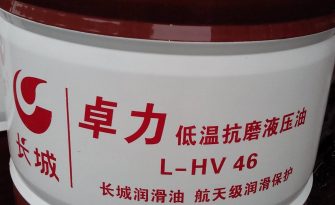 长城
卓力 低温抗磨液压油
L-HV 46
长城润滑油 航天级润滑保护